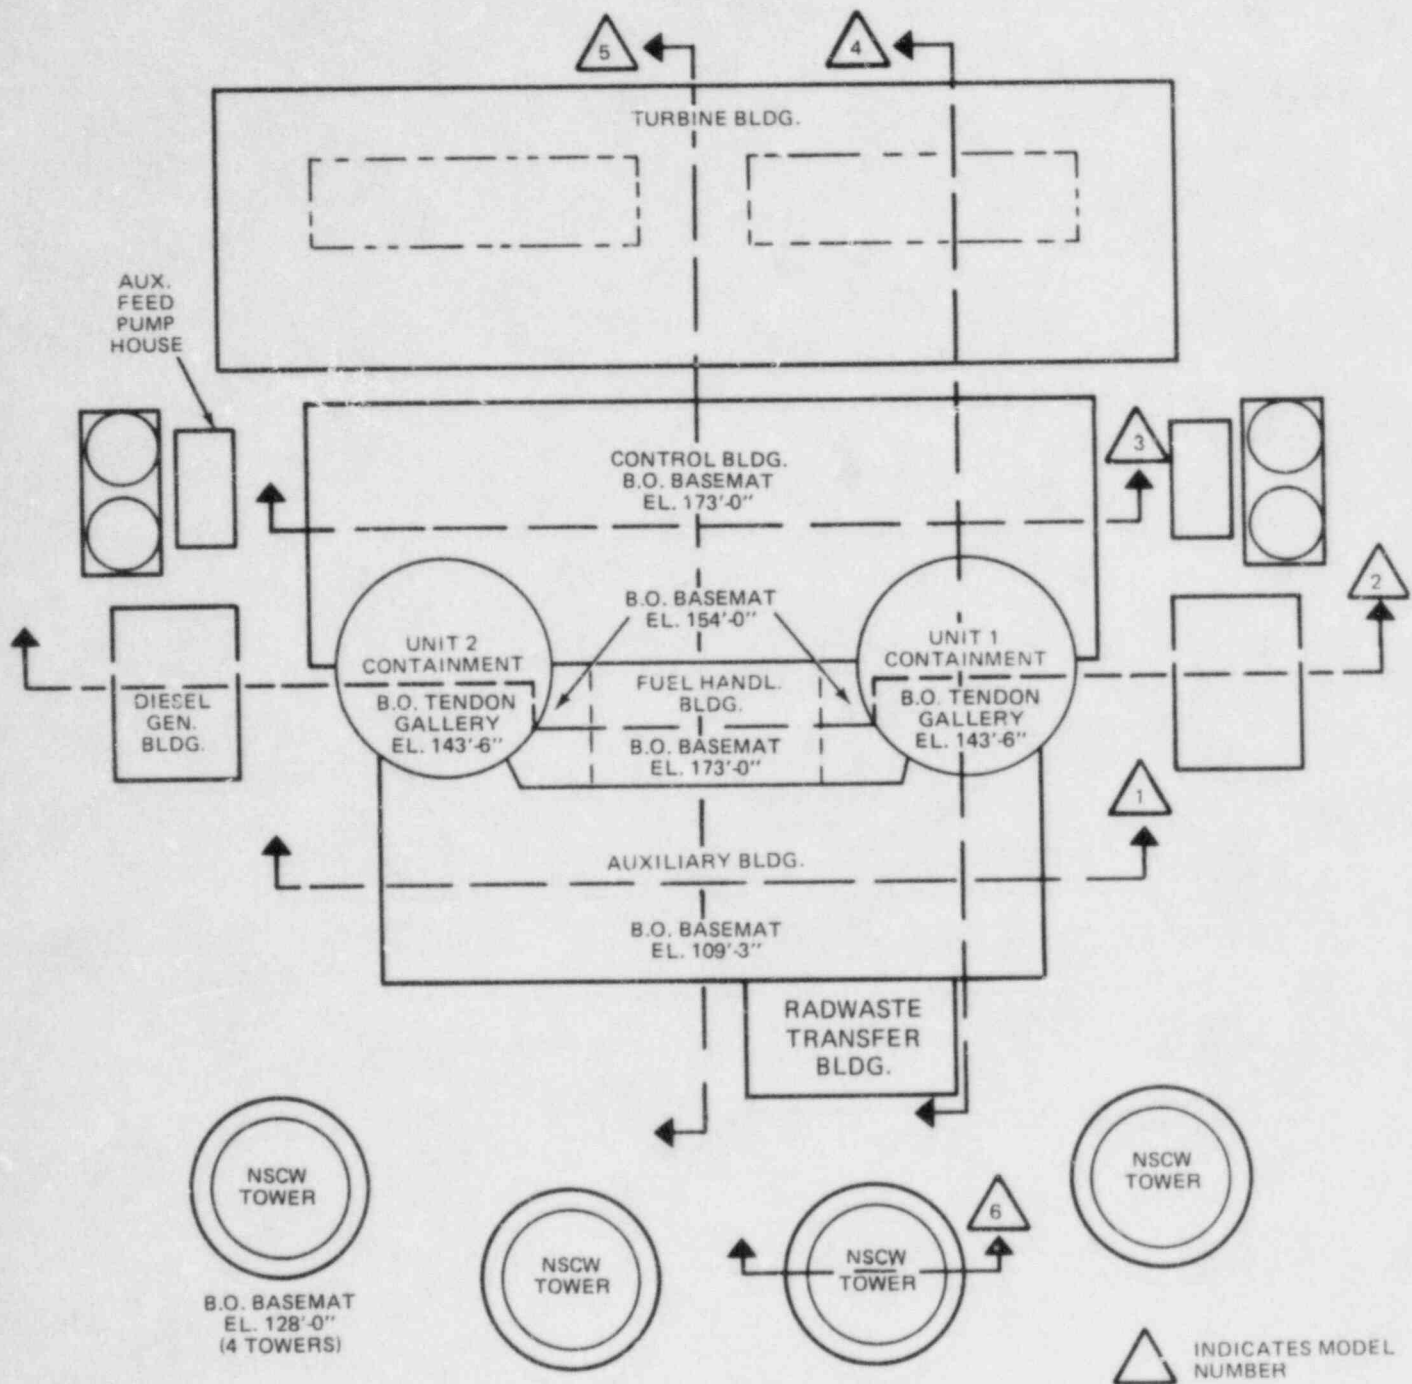 5
4
TURBINE BLDG.
AUX.
FEED
PUMP
HOUSE
3
CONTROL BLDG.
B.O. BASEMAT
EL. 173'-0"
2
B.O. BASEMAT
EL. 154'-0"
UNIT 2
CONTAINMENT
B.O. TENDON
GALLERY
EL. 143'-6"
UNIT 1
CONTAINMENT
B.O. TENDON
GALLERY
EL. 143'-6"
FUEL HANDL.
BLDG.
B.O. BASEMAT
EL. 173'-0"
DIESEL
GEN.
BLDG.
1
AUXILIARY BLDG.
B.O. BASEMAT
EL. 109'-3"
RADWASTE
TRANSFER
BLDG.
NSCW
TOWER
B.O. BASEMAT
EL. 128'-0"
(4 TOWERS)
NSCW
TOWER
NSCW
TOWER
6
NSCW
TOWER
INDICATES MODEL
NUMBER